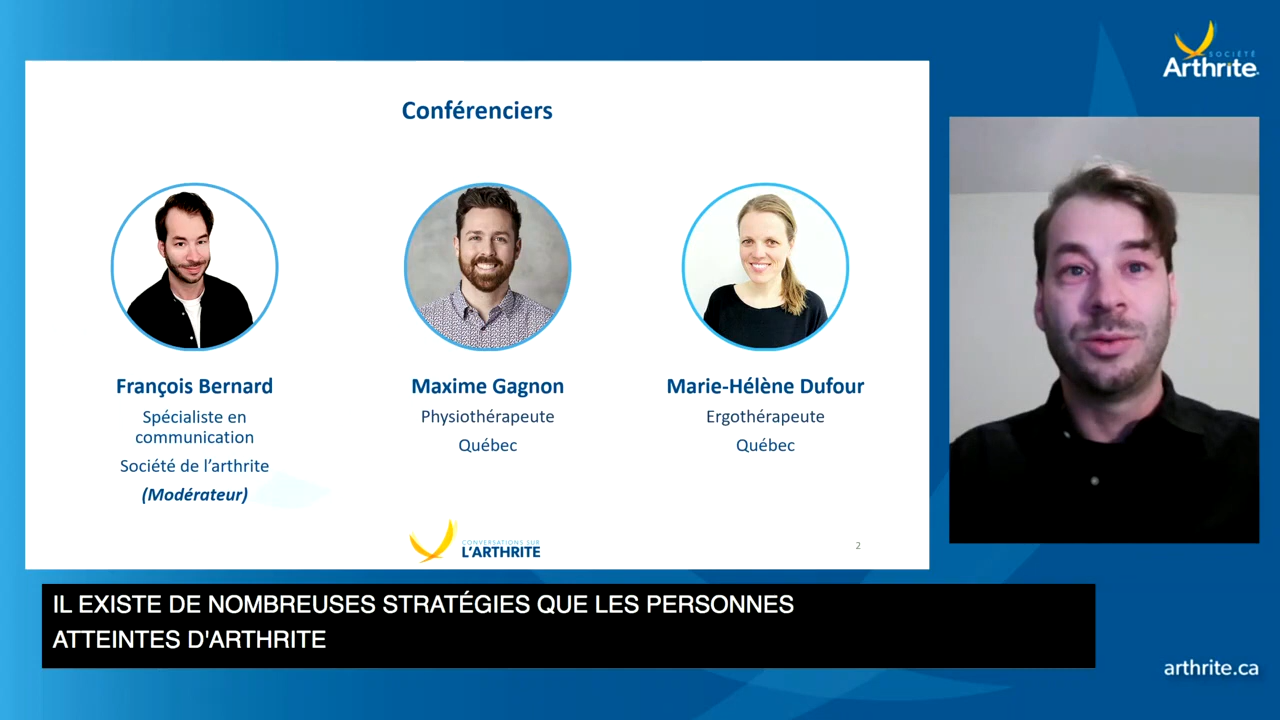 SOCIÉTÉ
Arthrite
Conférenciers
François Bernard
Spécialiste en
communication
Société de l'arthrite
(Modérateur)
Maxime Gagnon
Physiothérapeute
Québec
Marie-Hélène Dufour
Ergothérapeute
Québec
CONVERSATIONS SUR
L'ARTHRITE
2
IL EXISTE DE NOMBREUSES STRATÉGIES QUE LES PERSONNES
ATTEINTES D'ARTHRITE
arthrite.ca